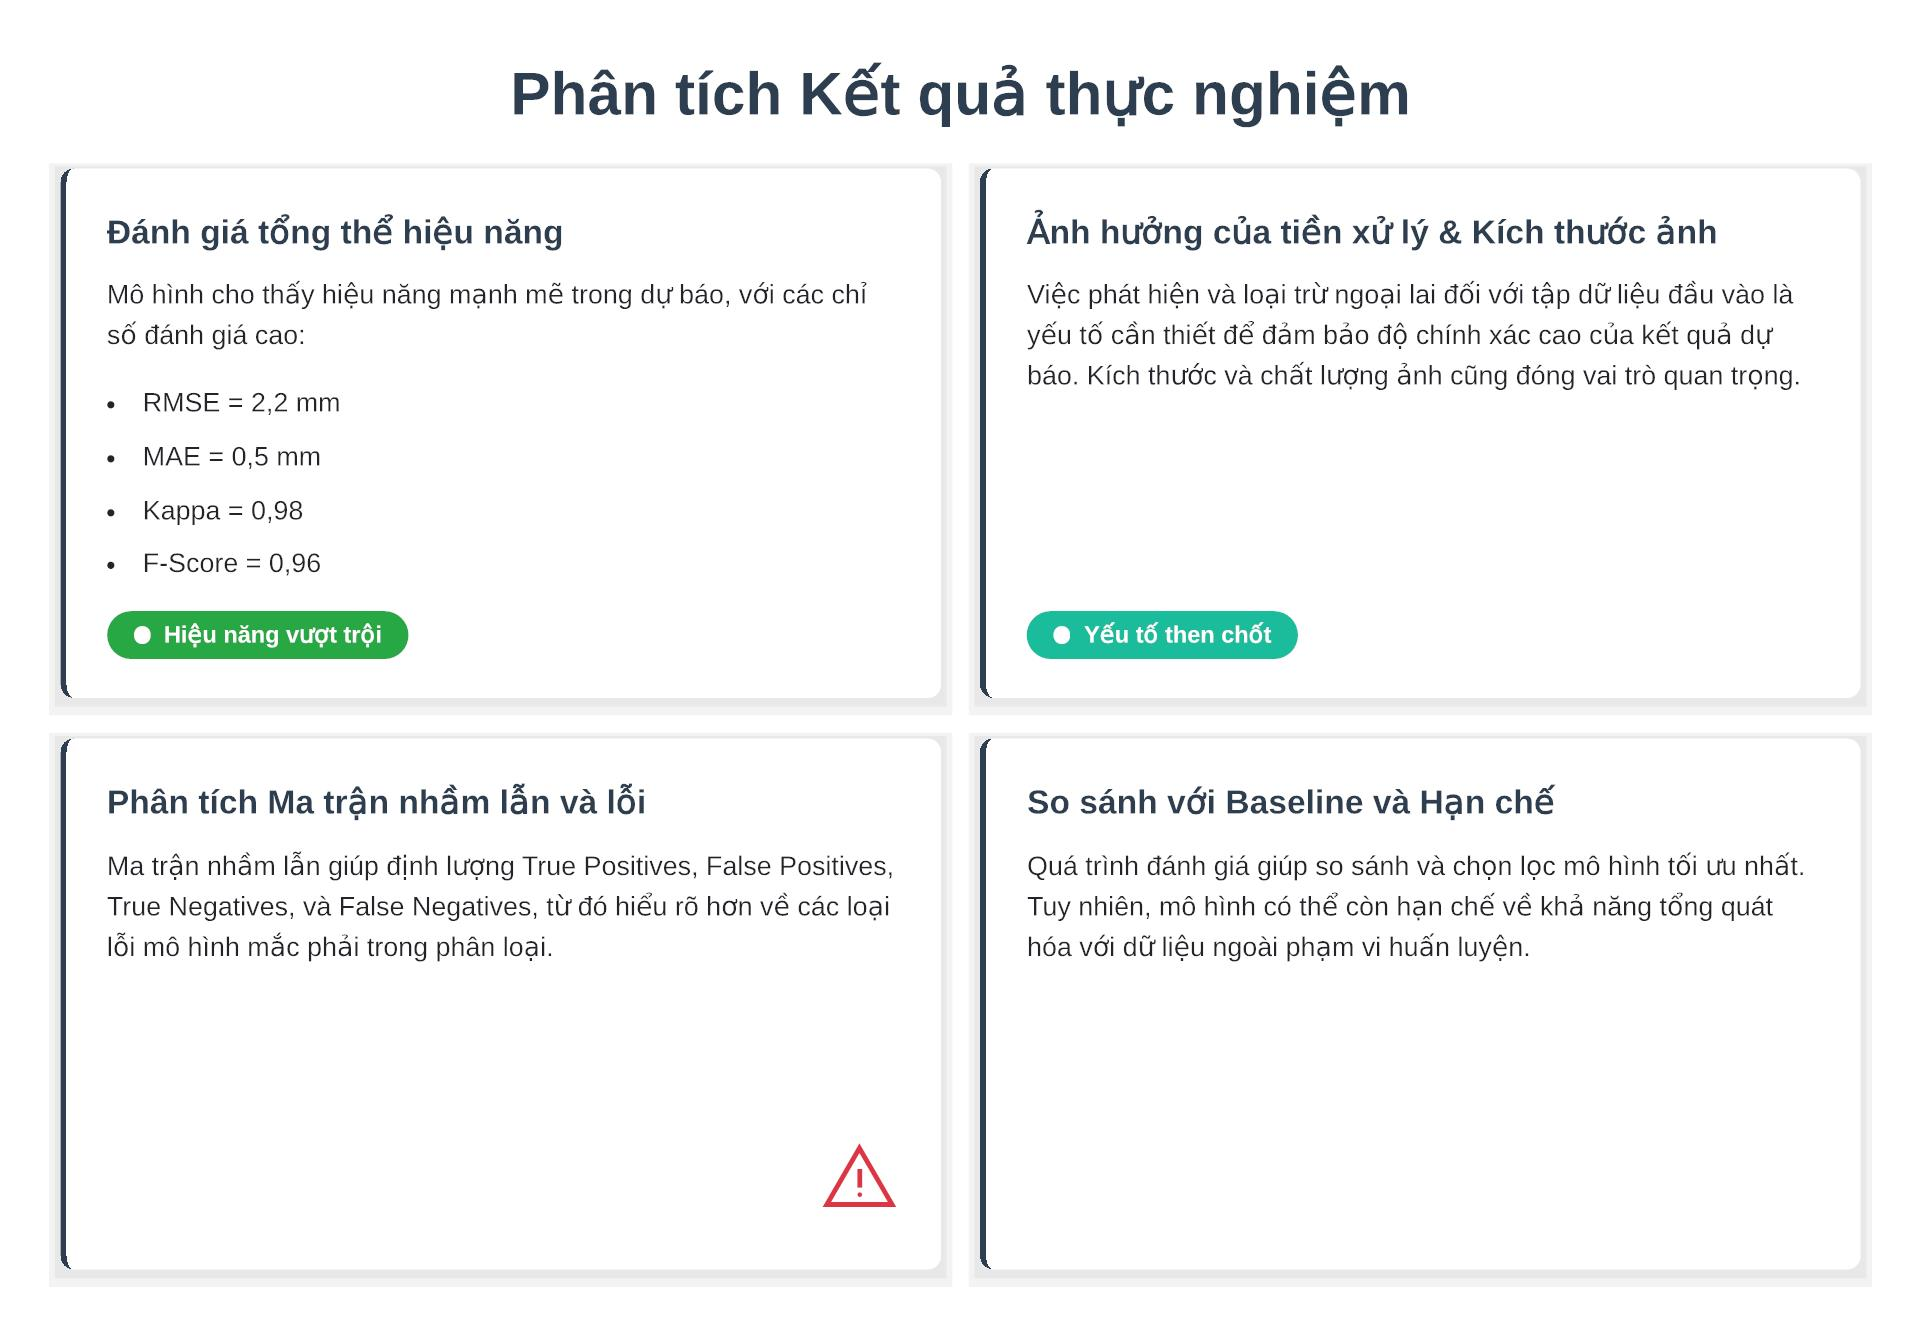 Phân tích Kết quả thực nghiệm
Đánh giá tổng thể hiệu năng
Mô hình cho thấy hiệu năng mạnh mẽ trong dự báo, với các chỉ
số đánh giá cao:
• RMSE = 2,2 mm
• MAE = 0,5 mm
• Kappa = 0,98
• F-Score = 0,96
Hiệu năng vượt trội
Ảnh hưởng của tiền xử lý & Kích thước ảnh
Việc phát hiện và loại trừ ngoại lai đối với tập dữ liệu đầu vào là
yếu tố cần thiết để đảm bảo độ chính xác cao của kết quả dự
báo. Kích thước và chất lượng ảnh cũng đóng vai trò quan trọng.
Yếu tố then chốt
Phân tích Ma trận nhầm lẫn và lỗi
Ma trận nhầm lẫn giúp định lượng True Positives, False Positives,
True Negatives, và False Negatives, từ đó hiểu rõ hơn về các loại
lỗi mô hình mắc phải trong phân loại.
So sánh với Baseline và Hạn chế
Quá trình đánh giá giúp so sánh và chọn lọc mô hình tối ưu nhất.
Tuy nhiên, mô hình có thể còn hạn chế về khả năng tổng quát
hóa với dữ liệu ngoài phạm vi huấn luyện.